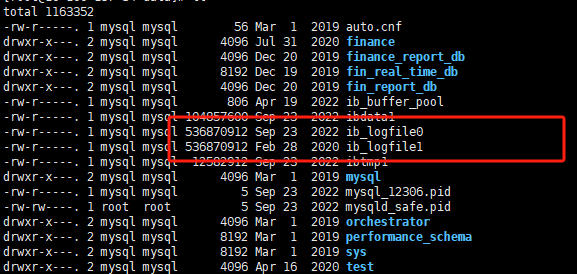 total 1163352
-rw-r-----. 1 mysql mysql 56 Mar 1 2019 auto.cnf
drwxr-x---. 2 mysql mysql 4096 Jul 31 2020 finance
drwxr-x---. 2 mysql mysql 4096 Dec 20 2019 finance_report_db
drwxr-x---. 2 mysql mysql 8192 Dec 19 2019 fin_real_time_db
drwxr-x---. 2 mysql mysql 4096 Dec 20 2019 fin_report_db
-rw-r-----. 1 mysql mysql 806 Apr 19 2022 ib_buffer_pool
-rw-r-----. 1 mysql mysql 104857600 Sep 23 2022 ibdata1
-rw-r-----. 1 mysql mysql 536870912 Sep 23 2022 ib_logfile0
-rw-r-----. 1 mysql mysql 536870912 Feb 28 2020 ib_logfile1
-rw-r-----. 1 mysql mysql 12582912 Sep 23 2022 ibtmp1
drwxr-x---. 2 mysql mysql 4096 Mar 1 2019 mysql
-rw-r-----. 1 mysql mysql 5 Sep 23 2022 mysql_12306.pid
-rw-rw----. 1 root root 5 Sep 23 2022 mysqld_safe.pid
drwxr-x---. 2 mysql mysql 4096 Mar 1 2019 orchestrator
drwxr-x---. 2 mysql mysql 8192 Mar 1 2019 performance_schema
drwxr-x---. 2 mysql mysql 8192 Mar 1 2019 sys
drwxr-x---. 2 mysql mysql 4096 Apr 16 2020 test